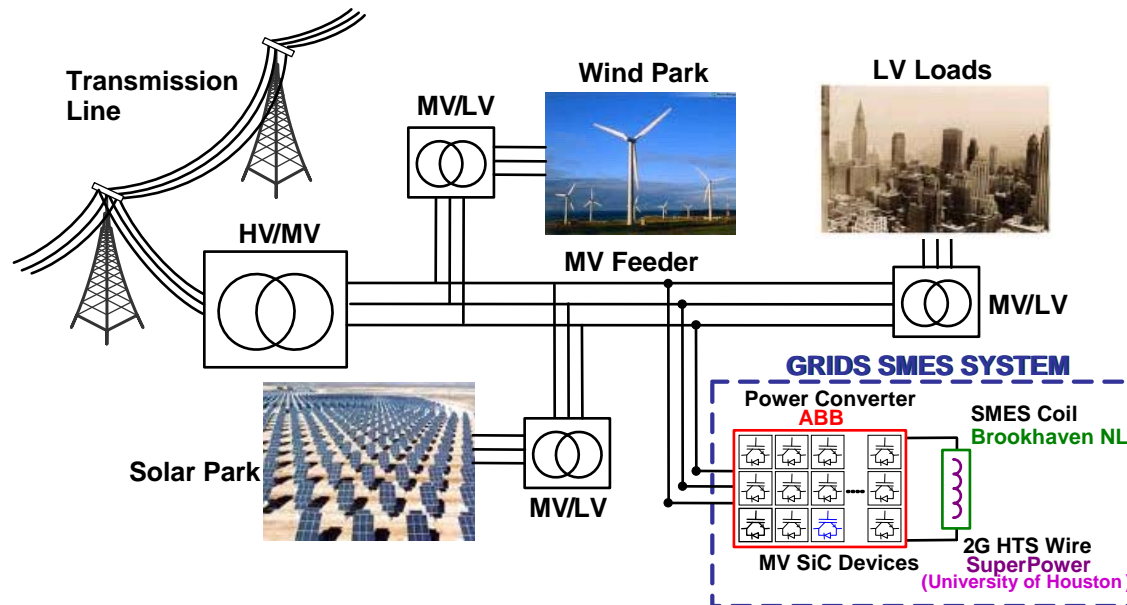 Transmission
Line
HV/MV
MV/LV
Wind Park
LV Loads
MV Feeder
MV/LV
Solar Park
MV/LV
GRIDS SMES SYSTEM
Power Converter
ABB
SMES Coil
Brookhaven NL
MV SiC Devices
2G HTS Wire
SuperPower
(University of Houston)